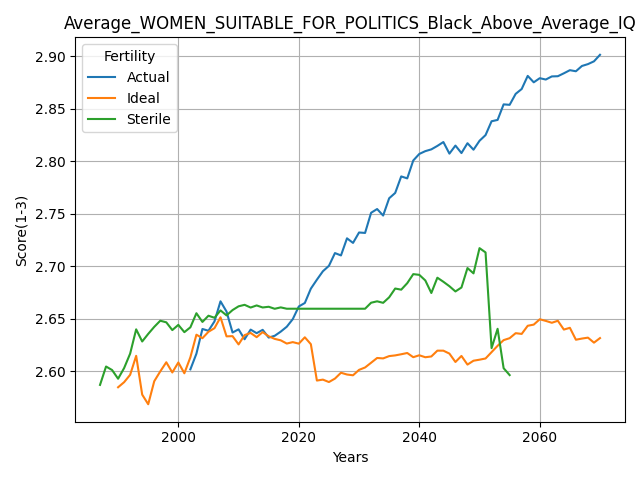 Average_WOMEN_SUITABLE_FOR_POLITICS_Black_Above_Average_IQ
Fertility
Actual
Ideal
Sterile
2.90
2.85
2.80
2.75
2.70
2.65
2.60
Score(1-3)
2000
2020
2040
2060
Years